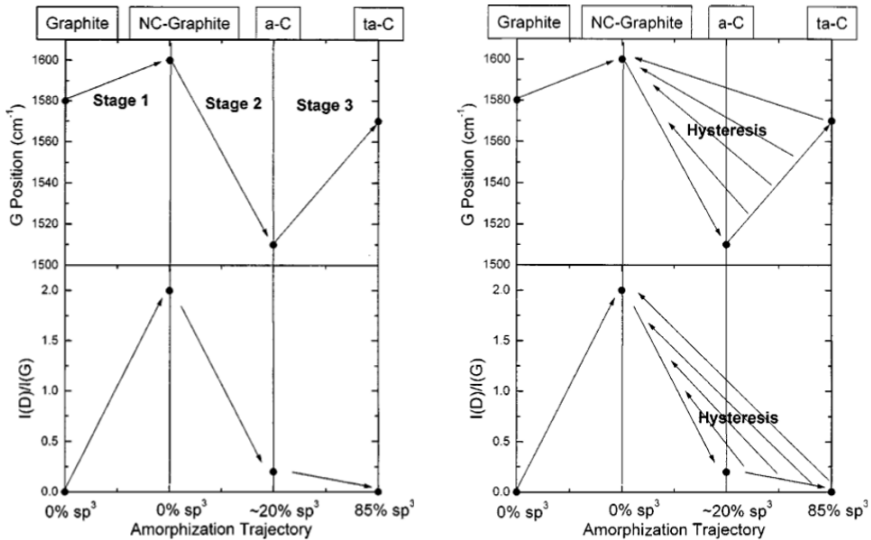 Graphite NC-Graphite a-C ta-C
1600
1580
1560
1540
1520
1500
G Position (cm⁻¹)
Stage 1 Stage 2 Stage 3
2.0
1.5
1.0
0.5
0.0
I(D)/I(G)
0% sp³ 0% sp³ ~20% sp³ 85% sp³
Amorphization Trajectory
Graphite NC-Graphite a-C ta-C
1600
1580
1560
1540
1520
1500
G Position (cm⁻¹)
Hysteresis
2.0
1.5
1.0
0.5
0.0
I(D)/I(G)
Hysteresis
0% sp³ 0% sp³ ~20% sp³ 85% sp³
Amorphization Trajectory